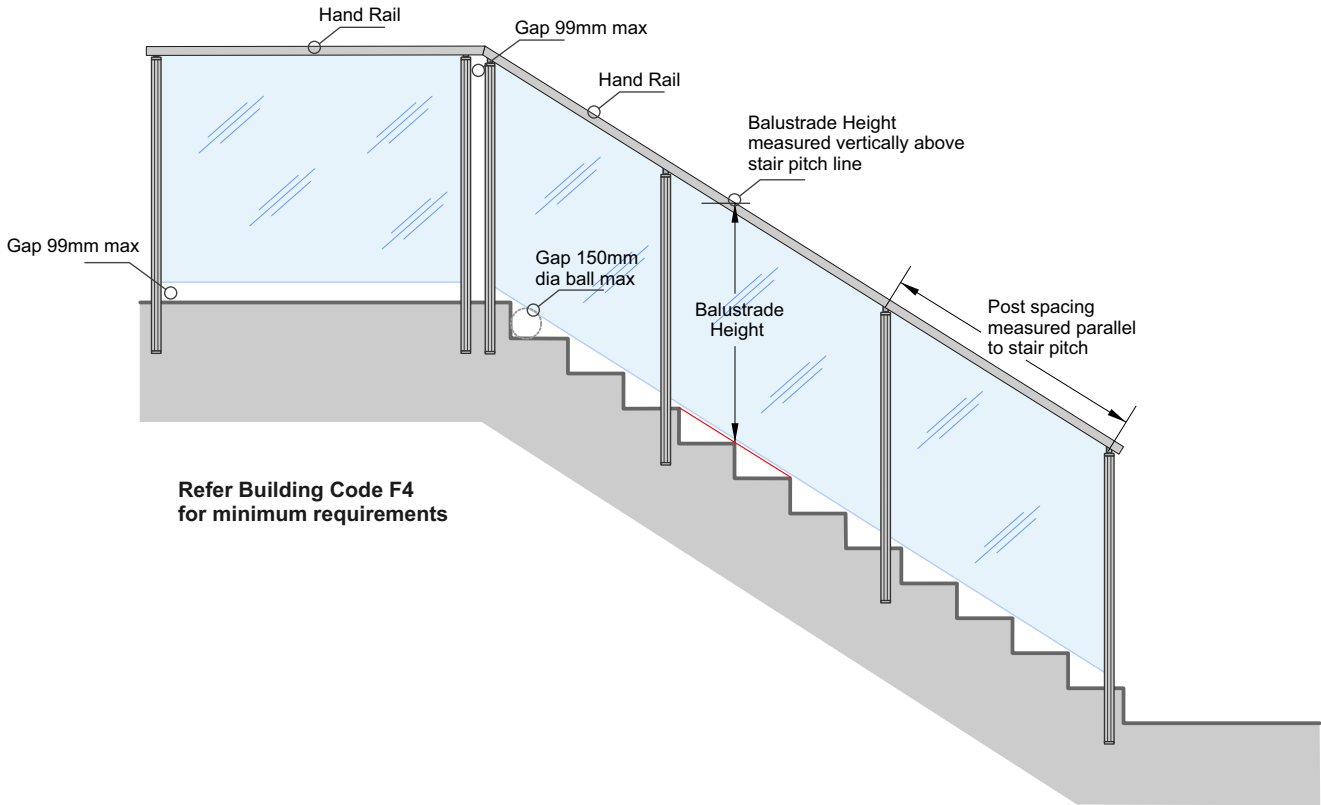 Hand Rail
Gap 99mm max
Hand Rail
Balustrade Height
measured vertically above
stair pitch line
Gap 99mm max
Gap 150mm
dia ball max
Balustrade
Height
Post spacing
measured parallel
to stair pitch
Refer Building Code F4
for minimum requirements